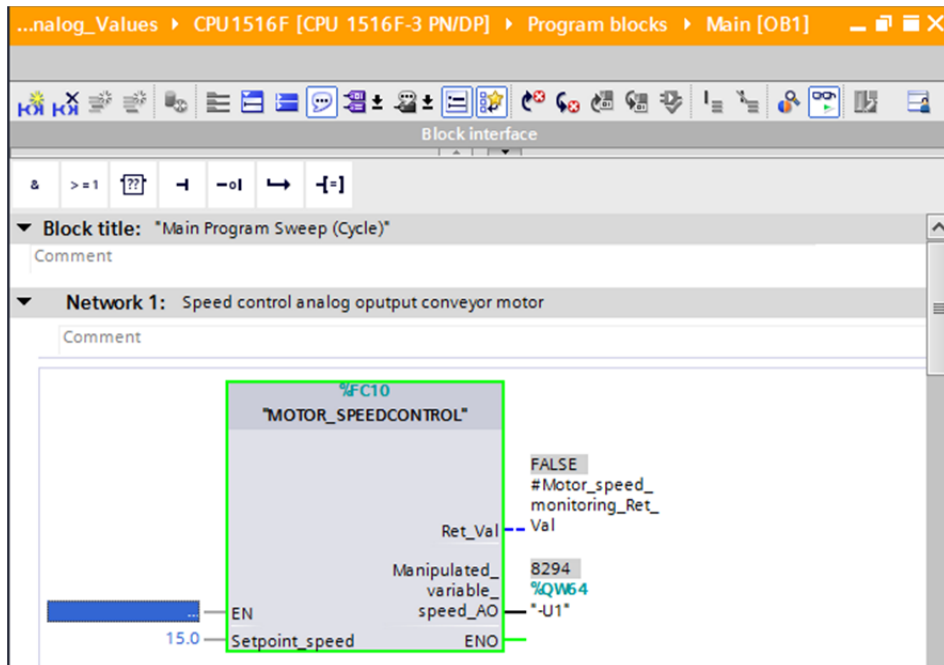 ...nalog_Values ▸ CPU1516F [CPU 1516F-3 PN/DP] ▸ Program blocks ▸ Main [OB1]
Block interface
& >=1 ??
Block title: "Main Program Sweep (Cycle)"
Comment
Network 1: Speed control analog oputput conveyor motor
Comment
%FC10
"MOTOR_SPEEDCONTROL"
FALSE
#Motor_speed_
monitoring_Ret_
Ret_Val Val
Manipulated_ 8294
variable_ %QW64
... EN speed_AO "-U1"
15.0 Setpoint_speed ENO